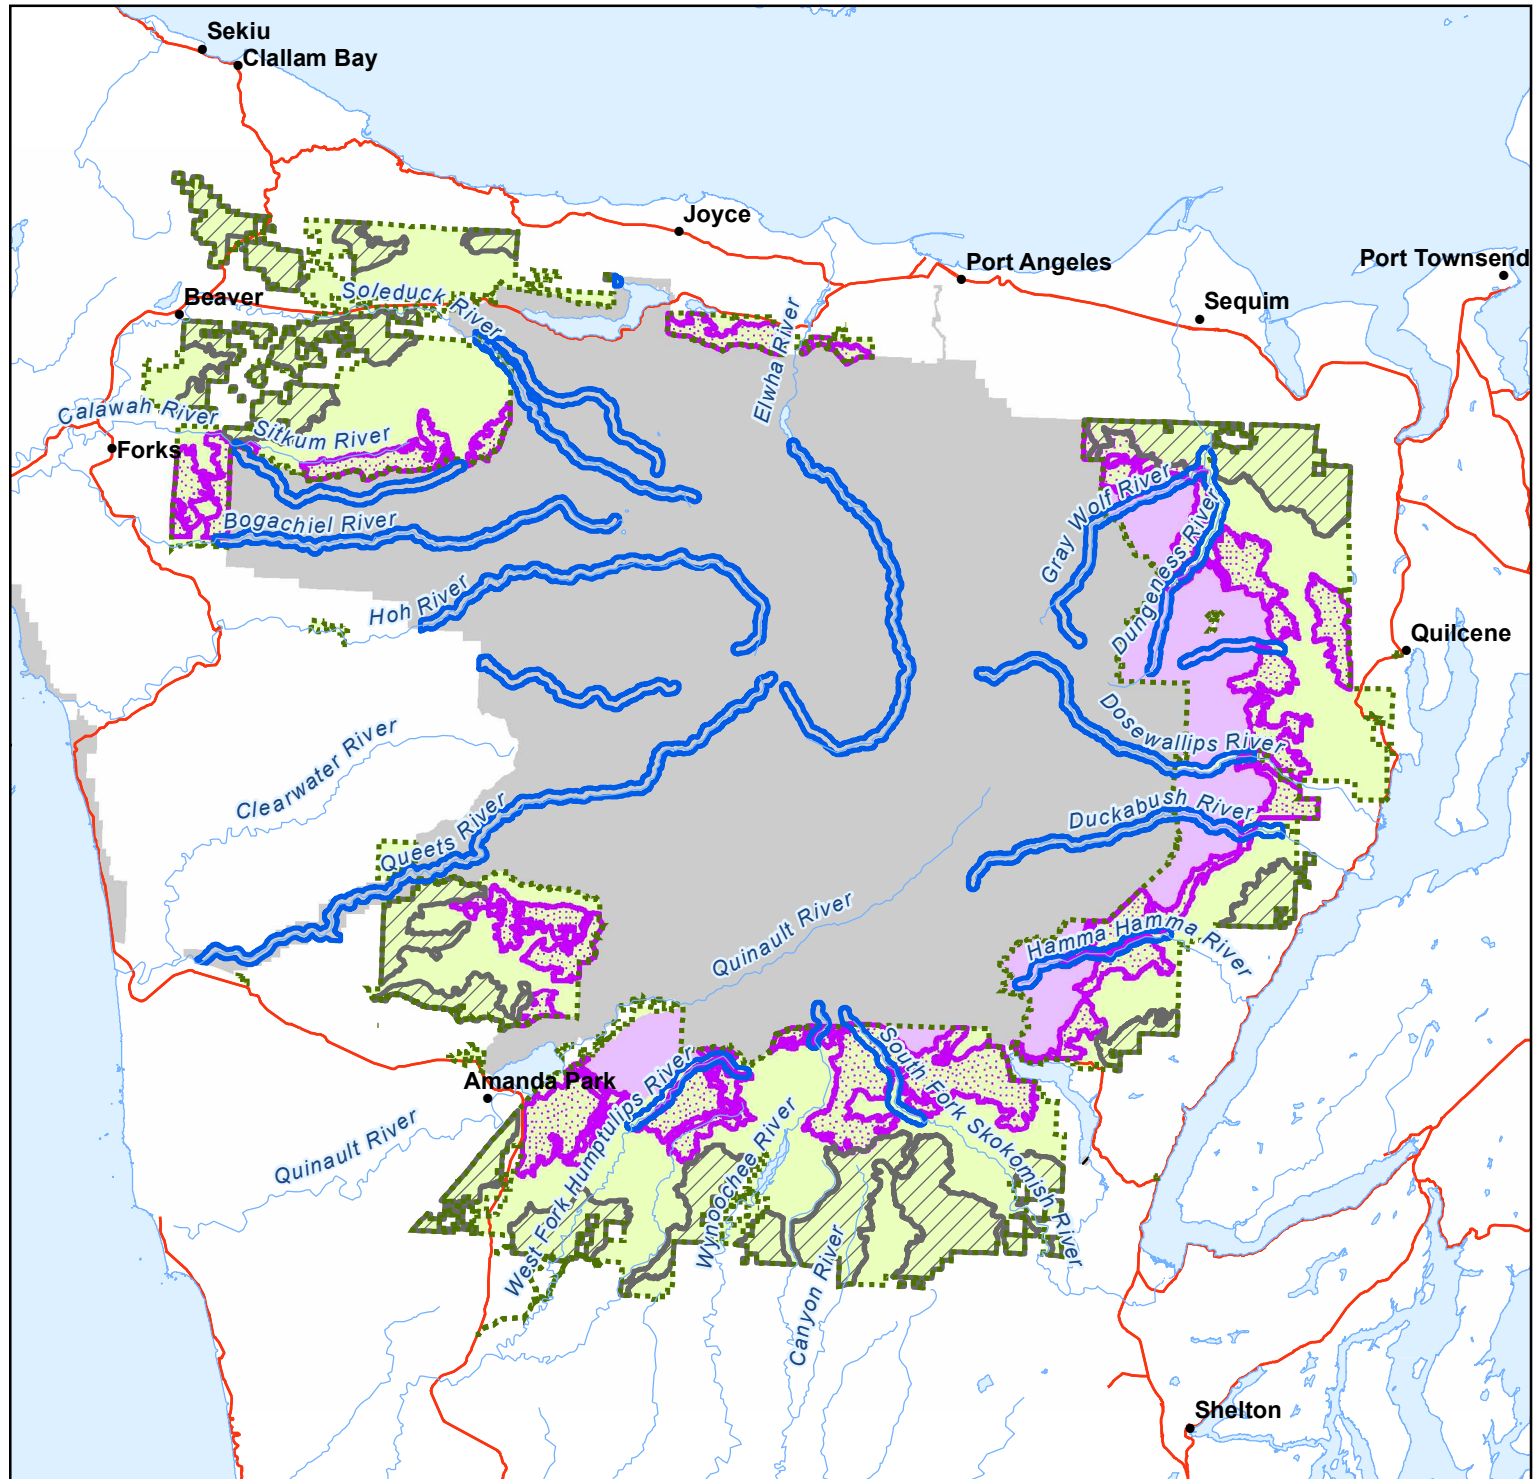 Sekiu
Clallam Bay
Joyce
Port Angeles
Port Townsend
Sequim
Beaver
Soleduck River
Elwha River
Calawah River
Sitkum River
Forks
Bogachiel River
Gray Wolf River
Dungeness River
Hoh River
Quilcene
Clearwater River
Dosewallips River
Queets River
Duckabush River
Quinault River
Hamma Hamma River
Amanda Park
South Fork Skokomish River
West Fork Humptulips River
Wynoochee River
Quinault River
Canyon River
Shelton